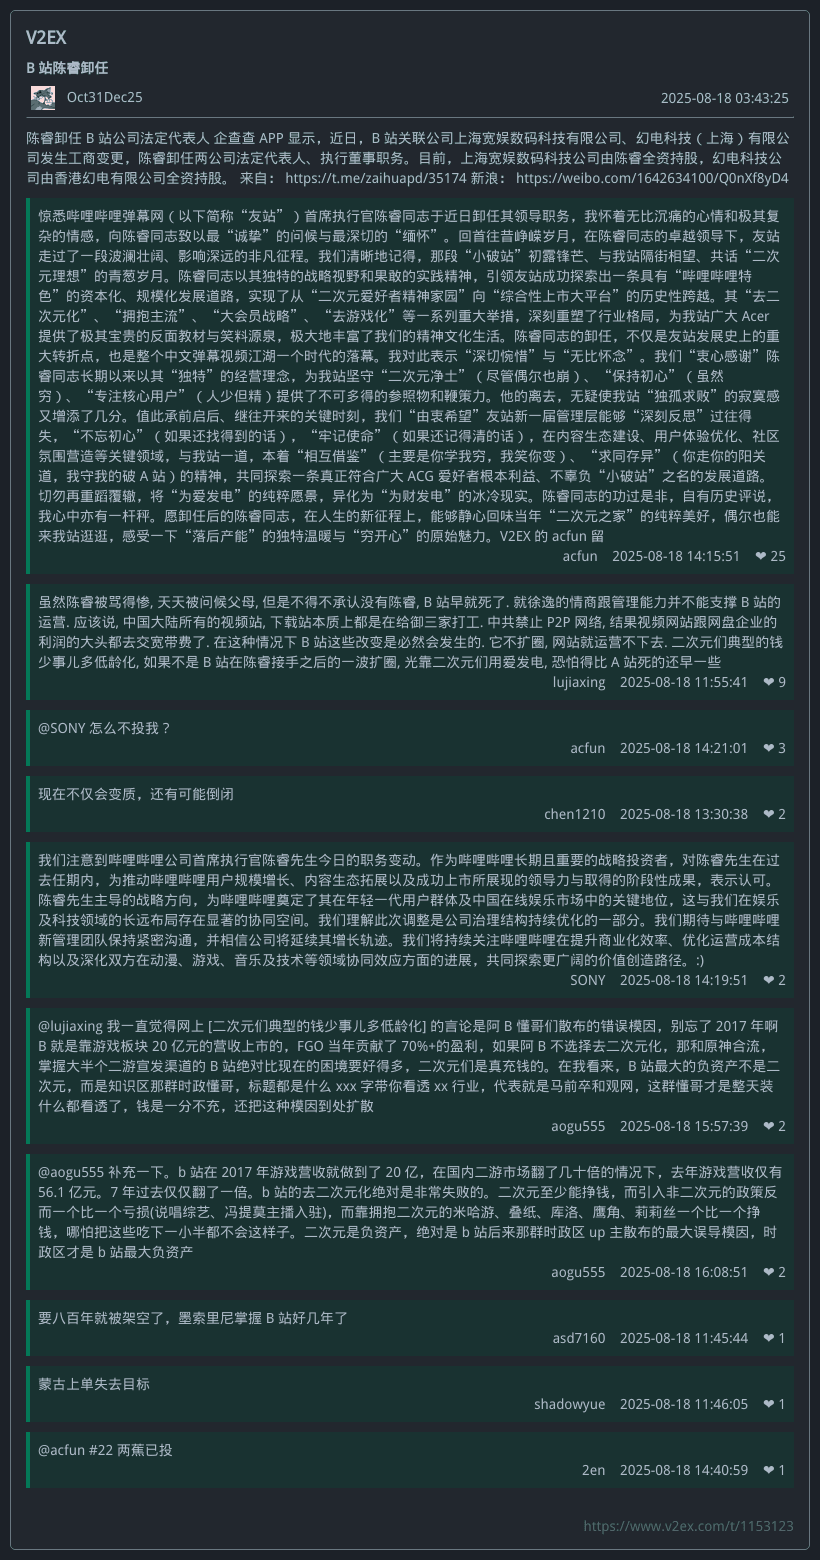 V2EX
B 站陈睿卸任
Oct31Dec25 2025-08-18 03:43:25
陈睿卸任 B 站公司法定代表人 企查查 APP 显示，近日，B 站关联公司上海宽娱数码科技有限公司、幻电科技（上海）有限公
司发生工商变更，陈睿卸任两公司法定代表人、执行董事职务。目前，上海宽娱数码科技公司由陈睿全资持股，幻电科技公
司由香港幻电有限公司全资持股。 来自： https://t.me/zaihuapd/35174 新浪： https://weibo.com/1642634100/Q0nXf8yD4
惊悉哔哩哔哩弹幕网（以下简称“友站”）首席执行官陈睿同志于近日卸任其领导职务，我怀着无比沉痛的心情和极其复
杂的情感，向陈睿同志致以最“诚挚”的问候与最深切的“缅怀”。回首往昔峥嵘岁月，在陈睿同志的卓越领导下，友站
走过了一段波澜壮阔、影响深远的非凡征程。我们清晰地记得，那段“小破站”初露锋芒、与我站隔街相望、共话“二次
元理想”的青葱岁月。陈睿同志以其独特的战略视野和果敢的实践精神，引领友站成功探索出一条具有“哔哩哔哩特
色”的资本化、规模化发展道路，实现了从“二次元爱好者精神家园”向“综合性上市大平台”的历史性跨越。其“去二
次元化”、“拥抱主流”、“大会员战略”、“去游戏化”等一系列重大举措，深刻重塑了行业格局，为我站广大 Acer
提供了极其宝贵的反面教材与笑料源泉，极大地丰富了我们的精神文化生活。陈睿同志的卸任，不仅是友站发展史上的重
大转折点，也是整个中文弹幕视频江湖一个时代的落幕。我对此表示“深切惋惜”与“无比怀念”。我们“衷心感谢”陈
睿同志长期以来以其“独特”的经营理念，为我站坚守“二次元净土”（尽管偶尔也崩）、“保持初心”（虽然
穷）、“专注核心用户”（人少但精）提供了不可多得的参照物和鞭策力。他的离去，无疑使我站“独孤求败”的寂寞感
又增添了几分。值此承前启后、继往开来的关键时刻，我们“由衷希望”友站新一届管理层能够“深刻反思”过往得
失，“不忘初心”（如果还找得到的话），“牢记使命”（如果还记得清的话），在内容生态建设、用户体验优化、社区
氛围营造等关键领域，与我站一道，本着“相互借鉴”（主要是你学我穷，我笑你变）、“求同存异”（你走你的阳关
道，我守我的破 A 站）的精神，共同探索一条真正符合广大 ACG 爱好者根本利益、不辜负“小破站”之名的发展道路。
切勿再重蹈覆辙，将“为爱发电”的纯粹愿景，异化为“为财发电”的冰冷现实。陈睿同志的功过是非，自有历史评说，
我心中亦有一杆秤。愿卸任后的陈睿同志，在人生的新征程上，能够静心回味当年“二次元之家”的纯粹美好，偶尔也能
来我站逛逛，感受一下“落后产能”的独特温暖与“穷开心”的原始魅力。V2EX 的 acfun 留
acfun 2025-08-18 14:15:51 ❤ 25
虽然陈睿被骂得惨, 天天被问候父母, 但是不得不承认没有陈睿, B 站早就死了. 就徐逸的情商跟管理能力并不能支撑 B 站的
运营. 应该说, 中国大陆所有的视频站, 下载站本质上都是在给御三家打工. 中共禁止 P2P 网络, 结果视频网站跟网盘企业的
利润的大头都去交宽带费了. 在这种情况下 B 站这些改变是必然会发生的. 它不扩圈, 网站就运营不下去. 二次元们典型的钱
少事儿多低龄化, 如果不是 B 站在陈睿接手之后的一波扩圈, 光靠二次元们用爱发电, 恐怕得比 A 站死的还早一些
lujiaxing 2025-08-18 11:55:41 ❤ 9
@SONY 怎么不投我？
acfun 2025-08-18 14:21:01 ❤ 3
现在不仅会变质，还有可能倒闭
chen1210 2025-08-18 13:30:38 ❤ 2
我们注意到哔哩哔哩公司首席执行官陈睿先生今日的职务变动。作为哔哩哔哩长期且重要的战略投资者，对陈睿先生在过
去任期内，为推动哔哩哔哩用户规模增长、内容生态拓展以及成功上市所展现的领导力与取得的阶段性成果，表示认可。
陈睿先生主导的战略方向，为哔哩哔哩奠定了其在年轻一代用户群体及中国在线娱乐市场中的关键地位，这与我们在娱乐
及科技领域的长远布局存在显著的协同空间。我们理解此次调整是公司治理结构持续优化的一部分。我们期待与哔哩哔哩
新管理团队保持紧密沟通，并相信公司将延续其增长轨迹。我们将持续关注哔哩哔哩在提升商业化效率、优化运营成本结
构以及深化双方在动漫、游戏、音乐及技术等领域协同效应方面的进展，共同探索更广阔的价值创造路径。:)
SONY 2025-08-18 14:19:51 ❤ 2
@lujiaxing 我一直觉得网上 [二次元们典型的钱少事儿多低龄化] 的言论是阿 B 懂哥们散布的错误模因，别忘了 2017 年啊
B 就是靠游戏板块 20 亿元的营收上市的，FGO 当年贡献了 70%+的盈利，如果阿 B 不选择去二次元化，那和原神合流，
掌握大半个二游宣发渠道的 B 站绝对比现在的困境要好得多，二次元们是真充钱的。在我看来，B 站最大的负资产不是二
次元，而是知识区那群时政懂哥，标题都是什么 xxx 字带你看透 xx 行业，代表就是马前卒和观网，这群懂哥才是整天装
什么都看透了，钱是一分不充，还把这种模因到处扩散
aogu555 2025-08-18 15:57:39 ❤ 2
@aogu555 补充一下。b 站在 2017 年游戏营收就做到了 20 亿，在国内二游市场翻了几十倍的情况下，去年游戏营收仅有
56.1 亿元。7 年过去仅仅翻了一倍。b 站的去二次元化绝对是非常失败的。二次元至少能挣钱，而引入非二次元的政策反
而一个比一个亏损(说唱综艺、冯提莫主播入驻)，而靠拥抱二次元的米哈游、叠纸、库洛、鹰角、莉莉丝一个比一个挣
钱，哪怕把这些吃下一小半都不会这样子。二次元是负资产，绝对是 b 站后来那群时政区 up 主散布的最大误导模因，时
政区才是 b 站最大负资产
aogu555 2025-08-18 16:08:51 ❤ 2
要八百年就被架空了，墨索里尼掌握 B 站好几年了
asd7160 2025-08-18 11:45:44 ❤ 1
蒙古上单失去目标
shadowyue 2025-08-18 11:46:05 ❤ 1
@acfun #22 两蕉已投
2en 2025-08-18 14:40:59 ❤ 1
https://www.v2ex.com/t/1153123